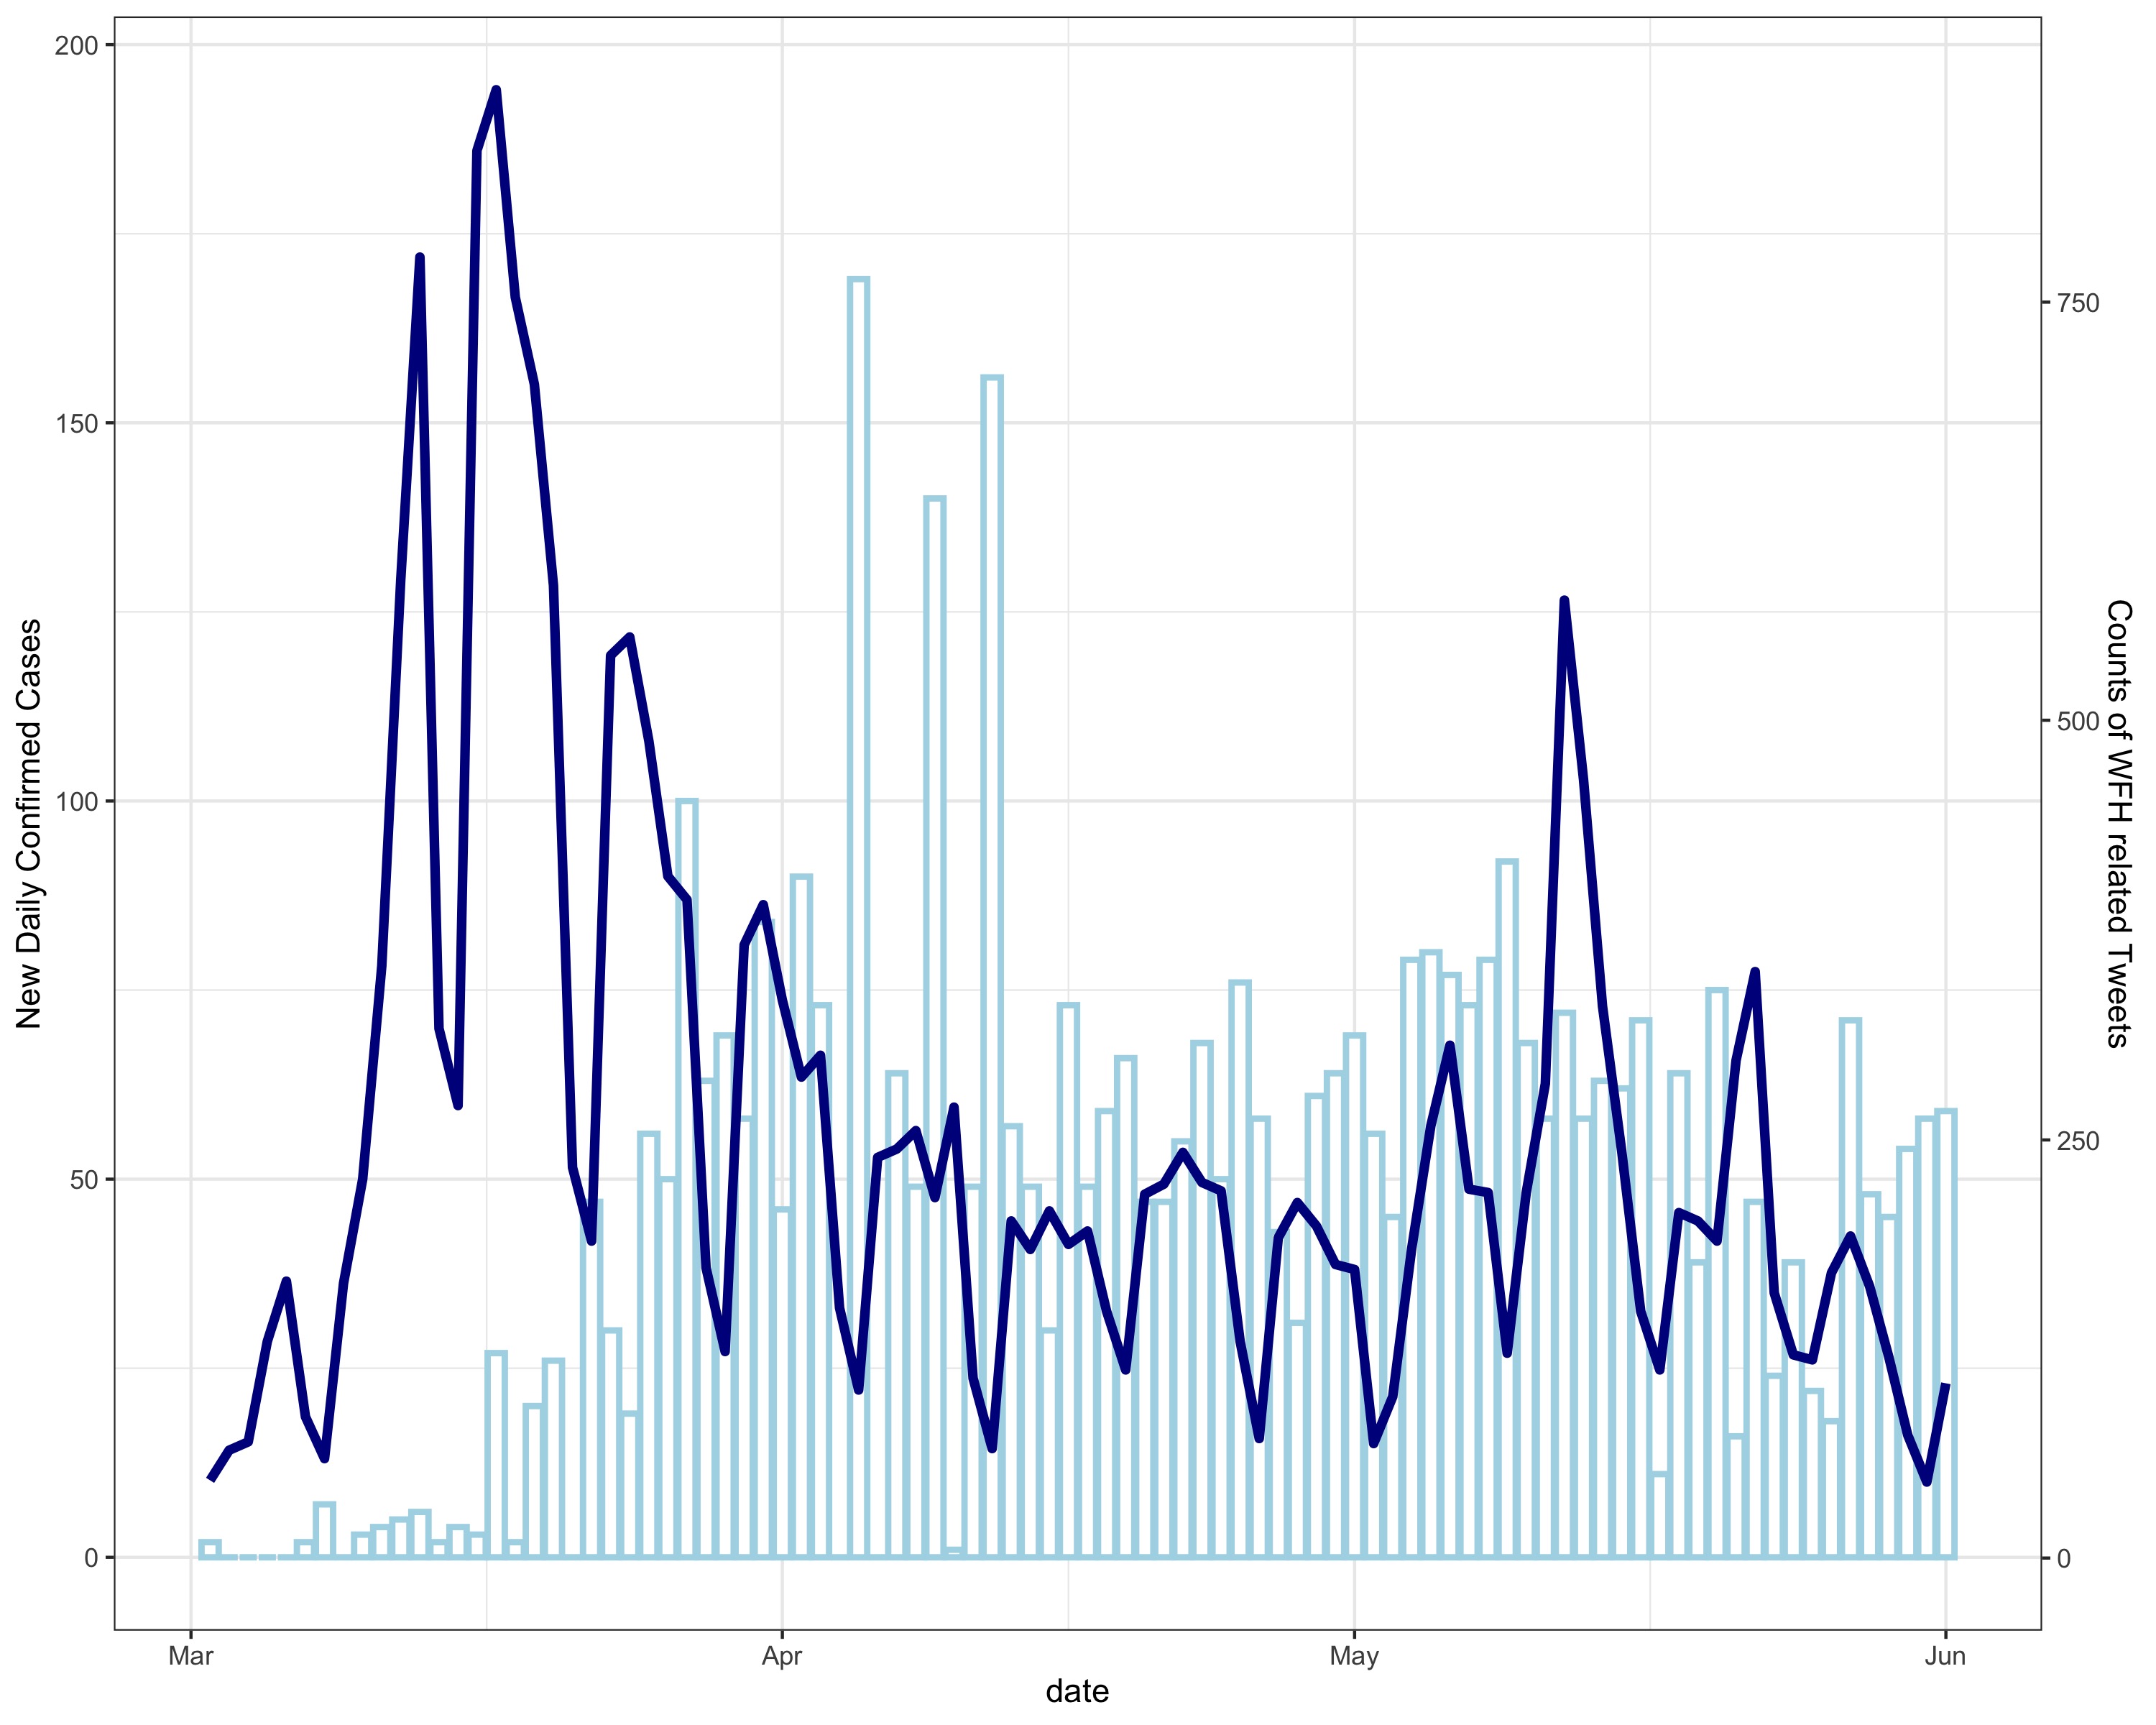 New Daily Confirmed Cases
200
150
100
50
0
Mar
Apr
May
Jun
date
750
500
250
0
Counts of WFH related Tweets